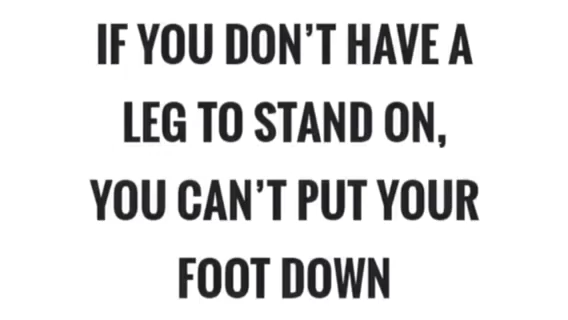 IF YOU DON'T HAVE A
LEG TO STAND ON,
YOU CAN'T PUT YOUR
FOOT DOWN